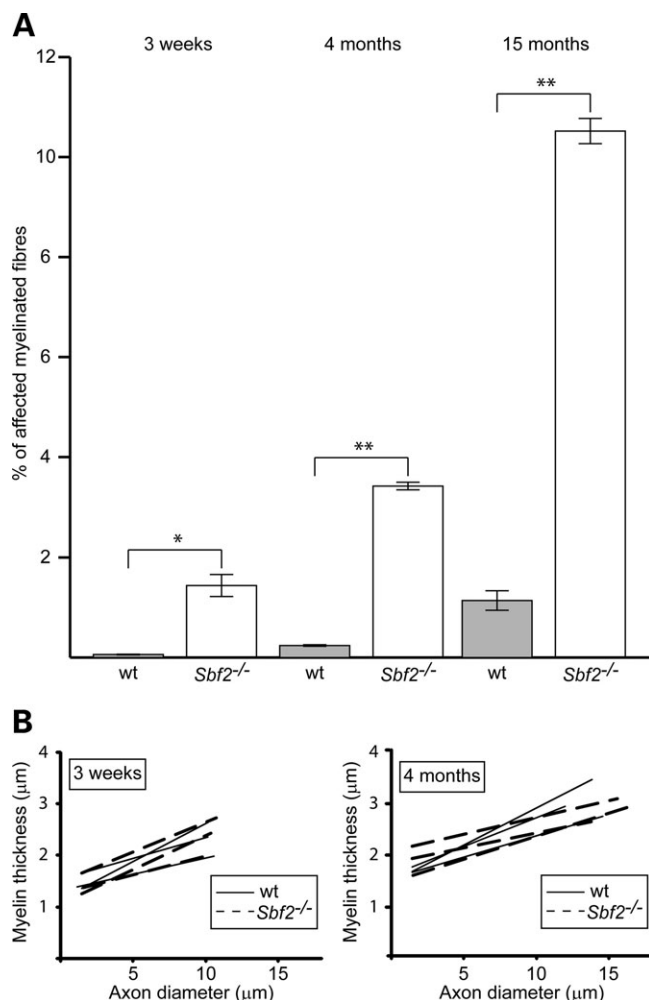 A
3 weeks 4 months 15 months
12
10
6
6
4
2
% of affected myelinated fibres
*
**
**
wt Sbf2-/- wt Sbf2-/- wt Sbf2-/-
B
4
3
2
1
Myelin thickness (µm)
3 weeks
wt
Sbf2-/-
5 10 15
Axon diameter (µm)
4
3
2
1
Myelin thickness (µm)
4 months
wt
Sbf2-/-
5 10 15
Axon diameter (µm)